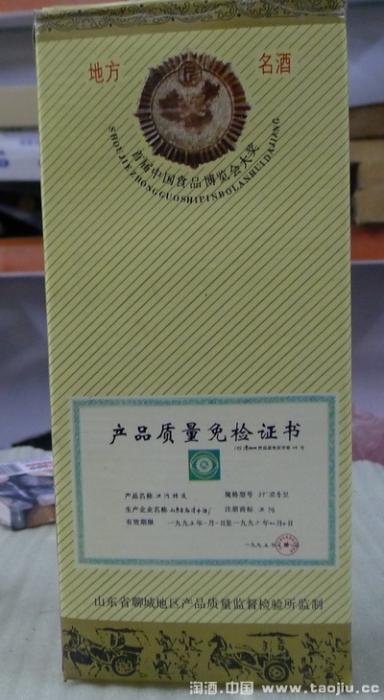 地方 名酒
首届中国食品博览会大奖
SHOUJIEZHONGGUOSHIPINBOLANHUIDAJIANG
产品质量免检证书
产品名称
规格型号
生产企业名称
注册商标
有效期限
山东省聊城地区产品质量监督检验所监制
淘酒.中国 www.taojiu.cc